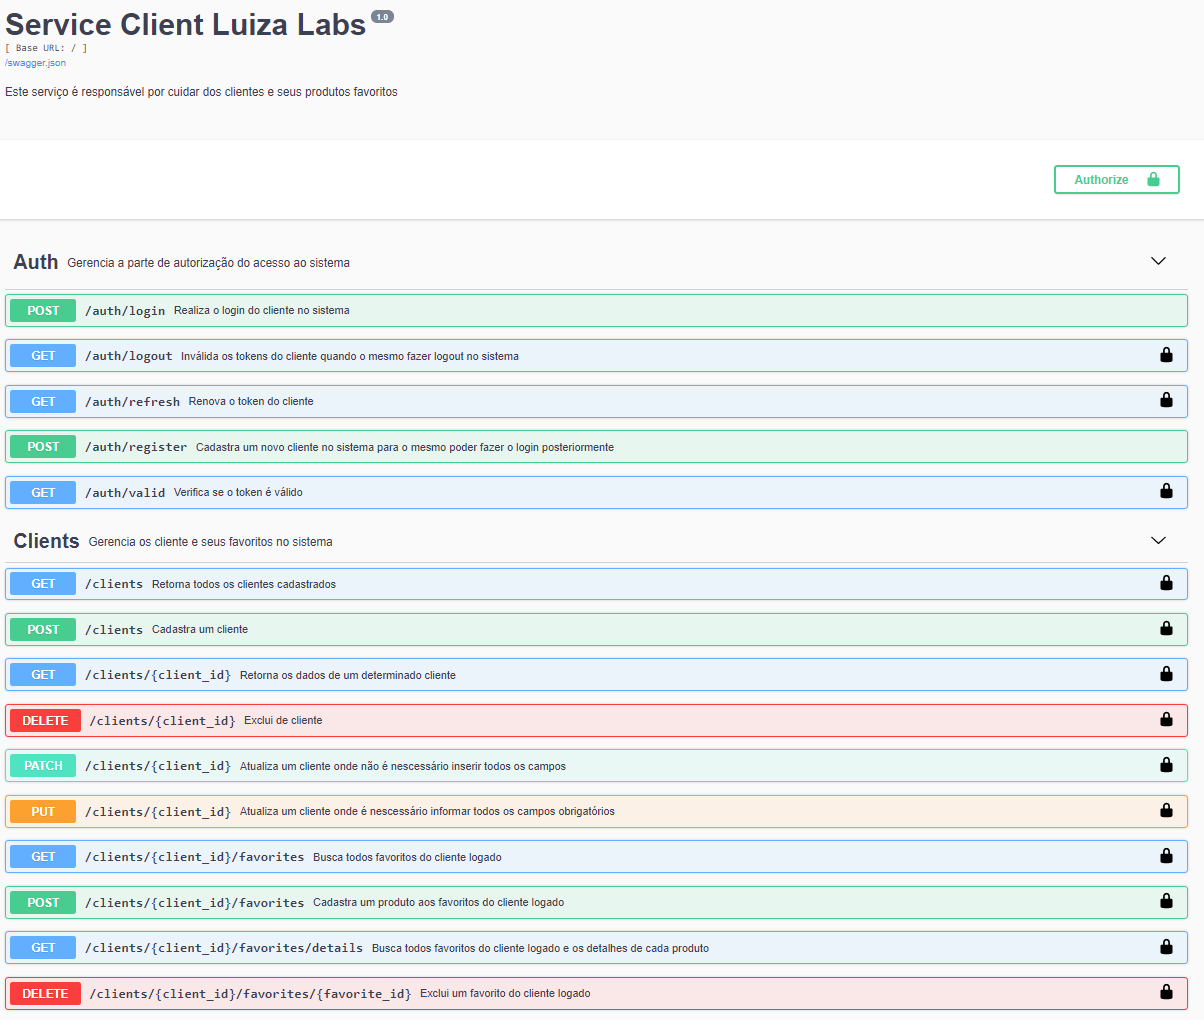 Service Client Luiza Labs 1.0
[ Base URL: / ]
/swagger.json
Este serviço é responsável por cuidar dos clientes e seus produtos favoritos
Authorize
Auth Gerencia a parte de autorização do acesso ao sistema
POST /auth/login Realiza o login do cliente no sistema
GET /auth/logout Inválida os tokens do cliente quando o mesmo fazer logout no sistema
GET /auth/refresh Renova o token do cliente
POST /auth/register Cadastra um novo cliente no sistema para o mesmo poder fazer o login posteriormente
GET /auth/valid Verifica se o token é válido
Clients Gerencia os cliente e seus favoritos no sistema
GET /clients Retorna todos os clientes cadastrados
POST /clients Cadastra um cliente
GET /clients/{client_id} Retorna os dados de um determinado cliente
DELETE /clients/{client_id} Exclui de cliente
PATCH /clients/{client_id} Atualiza um cliente onde não é nescessário inserir todos os campos
PUT /clients/{client_id} Atualiza um cliente onde é nescessário informar todos os campos obrigatórios
GET /clients/{client_id}/favorites Busca todos favoritos do cliente logado
POST /clients/{client_id}/favorites Cadastra um produto aos favoritos do cliente logado
GET /clients/{client_id}/favorites/details Busca todos favoritos do cliente logado e os detalhes de cada produto
DELETE /clients/{client_id}/favorites/{favorite_id} Exclui um favorito do cliente logado